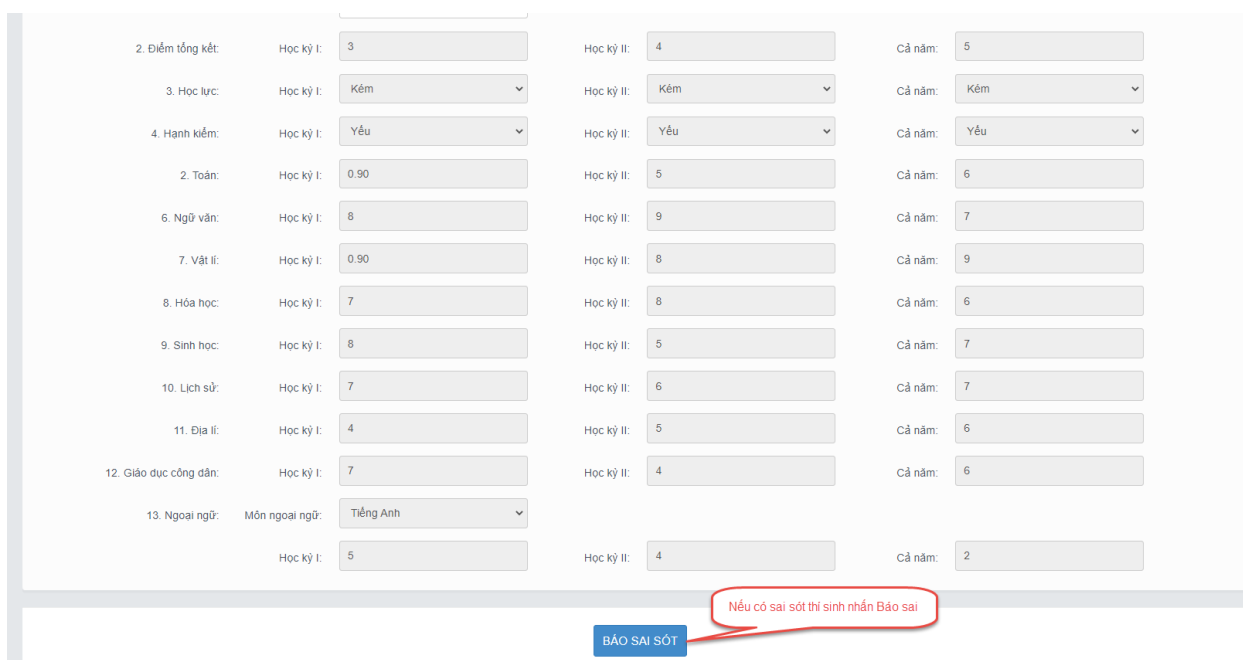 2. Điểm tổng kết: Học kỳ I: 3 Học kỳ II: 4 Cả năm: 5
3. Học lực: Học kỳ I: Kém Học kỳ II: Kém Cả năm: Kém
4. Hạnh kiểm: Học kỳ I: Yếu Học kỳ II: Yếu Cả năm: Yếu
2. Toán: Học kỳ I: 0.90 Học kỳ II: 5 Cả năm: 6
6. Ngữ văn: Học kỳ I: 8 Học kỳ II: 9 Cả năm: 7
7. Vật lí: Học kỳ I: 0.90 Học kỳ II: 8 Cả năm: 9
8. Hóa học: Học kỳ I: 7 Học kỳ II: 8 Cả năm: 6
9. Sinh học: Học kỳ I: 8 Học kỳ II: 5 Cả năm: 7
10. Lịch sử: Học kỳ I: 7 Học kỳ II: 6 Cả năm: 7
11. Địa lí: Học kỳ I: 4 Học kỳ II: 5 Cả năm: 6
12. Giáo dục công dân: Học kỳ I: 7 Học kỳ II: 4 Cả năm: 6
13. Ngoại ngữ: Môn ngoại ngữ: Tiếng Anh
Học kỳ I: 5 Học kỳ II: 4 Cả năm: 2
Nếu có sai sót thí sinh nhấn Báo sai
BÁO SAI SÓT